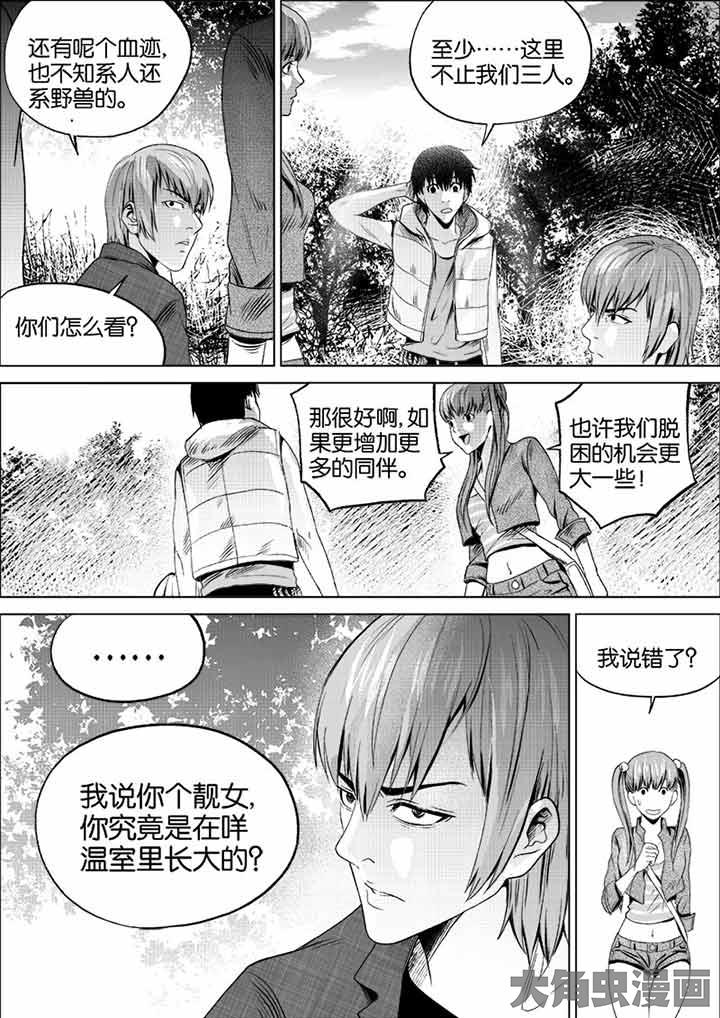 还有呢个血迹,
也不知系人还
系野兽的。
你们怎么看?
至少……这里
不止我们三人。
那很好啊,如
果更增加更
多的同伴。
也许我们脱
困的机会更
大一些!
……
我说你个靓女,
你究竟是在咩
温室里长大的?
我说错了?
大角虫漫画